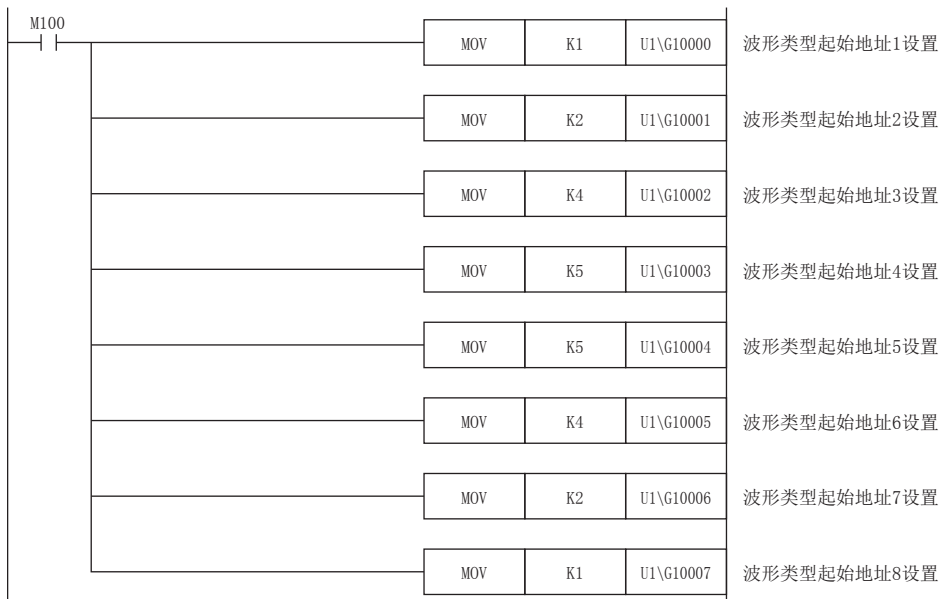 M100
MOV K1 U1\G10000 波形类型起始地址1设置
MOV K2 U1\G10001 波形类型起始地址2设置
MOV K4 U1\G10002 波形类型起始地址3设置
MOV K5 U1\G10003 波形类型起始地址4设置
MOV K5 U1\G10004 波形类型起始地址5设置
MOV K4 U1\G10005 波形类型起始地址6设置
MOV K2 U1\G10006 波形类型起始地址7设置
MOV K1 U1\G10007 波形类型起始地址8设置